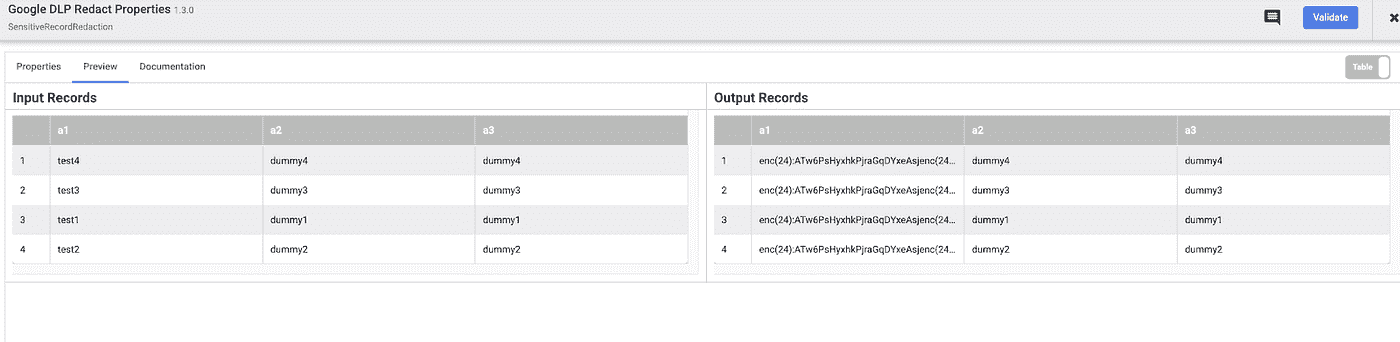 Google DLP Redact Properties 1.3.0
SensitiveRecordRedaction
Validate
Properties Preview Documentation
Table
Input Records
a1 a2 a3
1 test4 dummy4 dummy4
2 test3 dummy3 dummy3
3 test1 dummy1 dummy1
4 test2 dummy2 dummy2
Output Records
a1 a2 a3
1 enc(24):ATw6PsHyxhkPjraGqDYxeAsjenc(24... dummy4 dummy4
2 enc(24):ATw6PsHyxhkPjraGqDYxeAsjenc(24... dummy3 dummy3
3 enc(24):ATw6PsHyxhkPjraGqDYxeAsjenc(24... dummy1 dummy1
4 enc(24):ATw6PsHyxhkPjraGqDYxeAsjenc(24... dummy2 dummy2